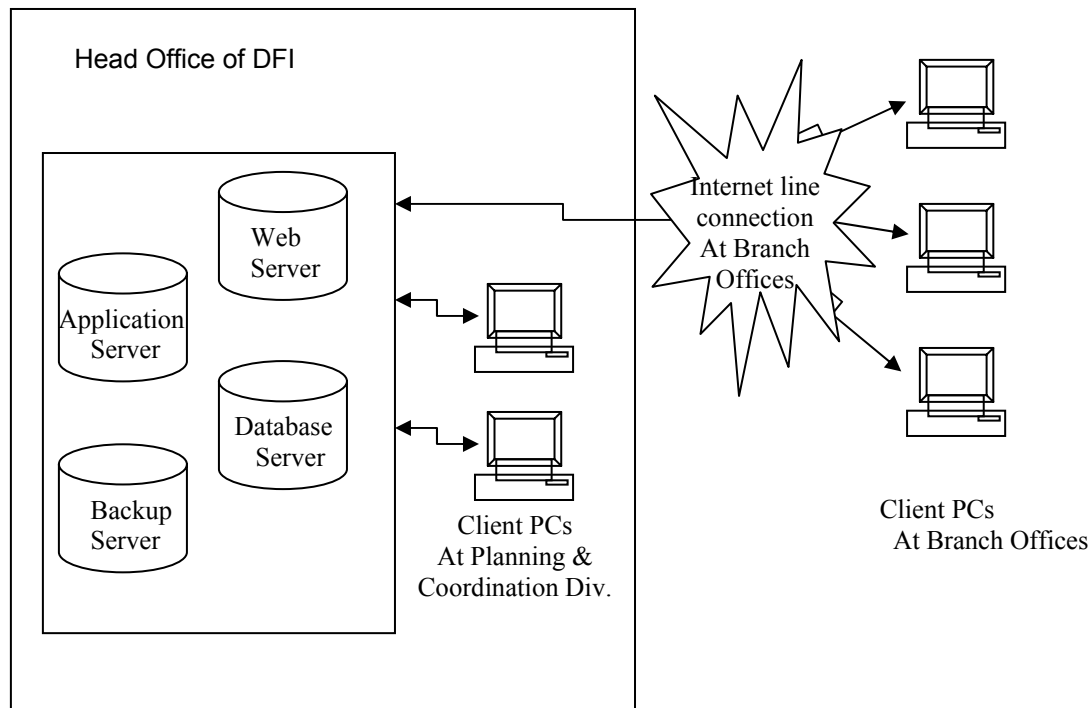 Head Office of DFI
Web
Server
Application
Server
Database
Server
Backup
Server
Client PCs
At Planning &
Coordination Div.
Internet line
connection
At Branch
Offices
Client PCs
At Branch Offices